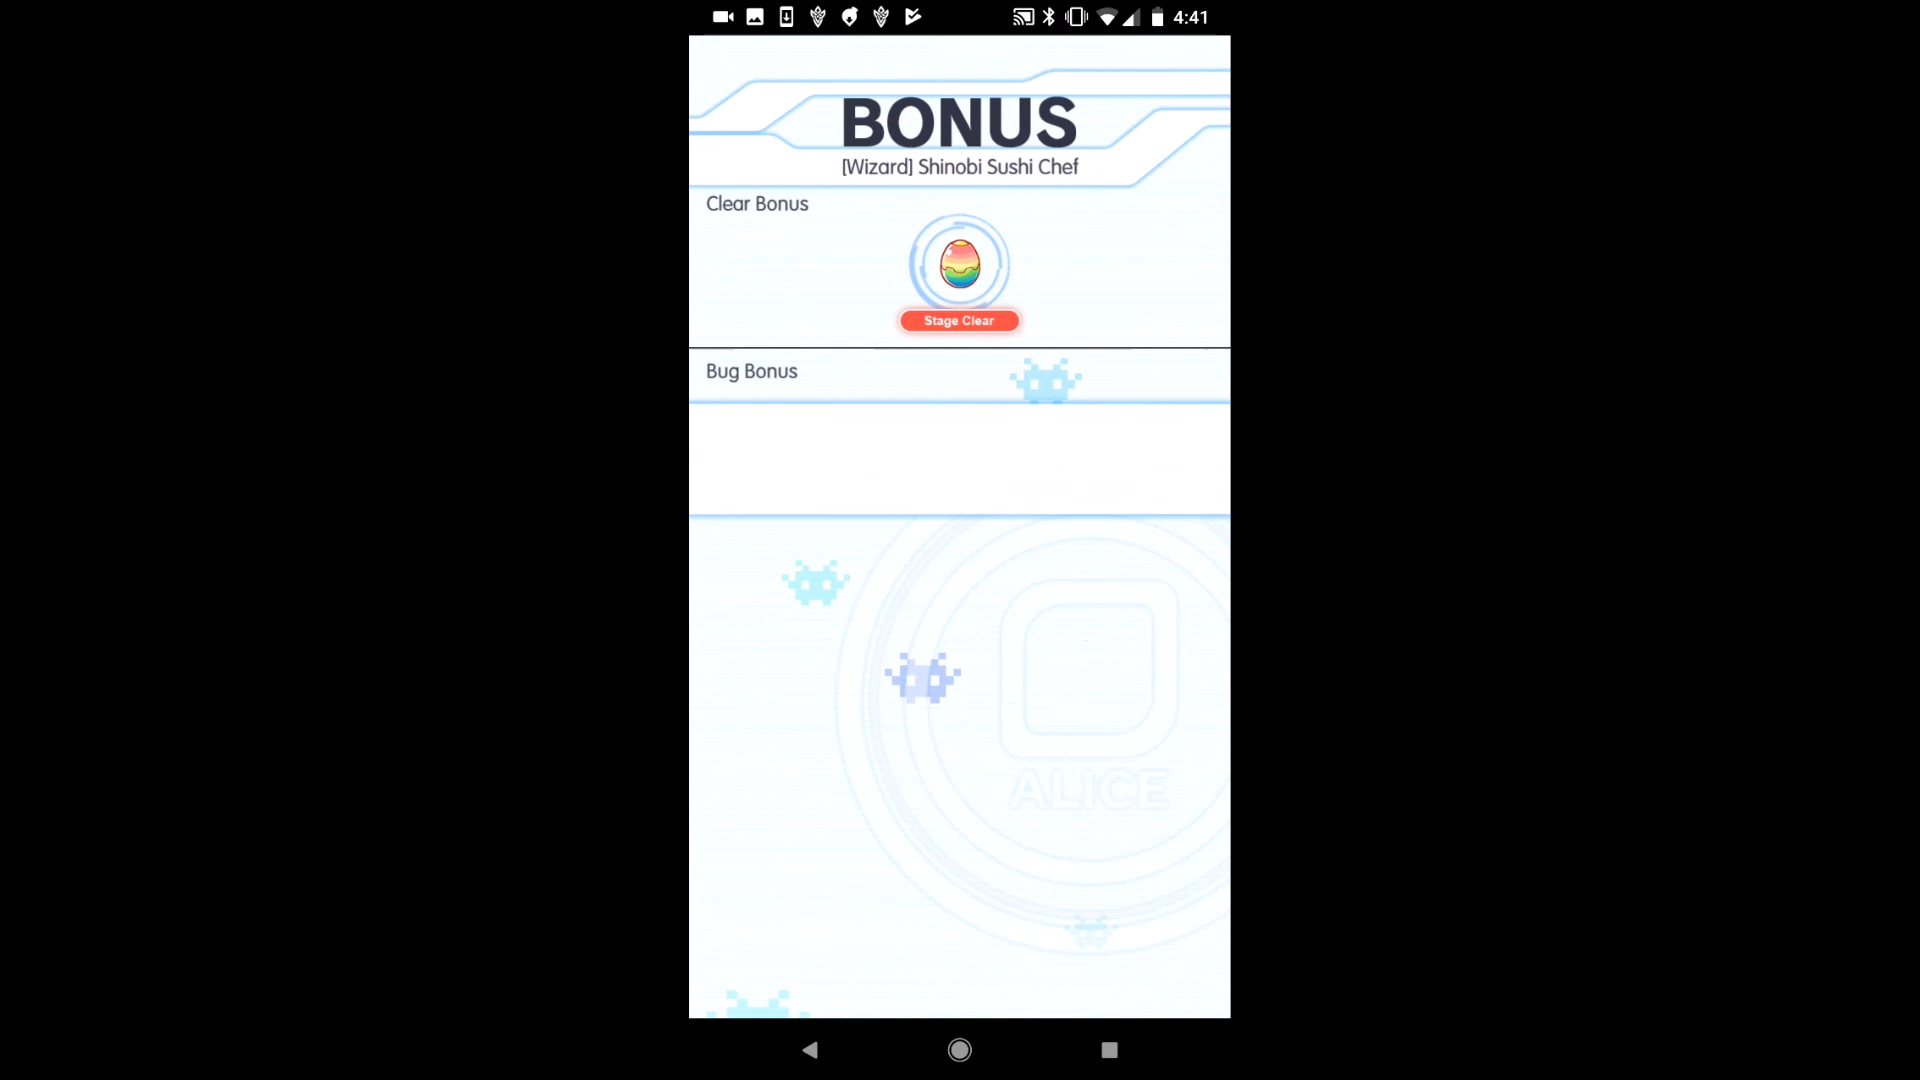 4:41
BONUS
[Wizard] Shinobi Sushi Chef
Clear Bonus
Stage Clear
Bug Bonus
ALICE